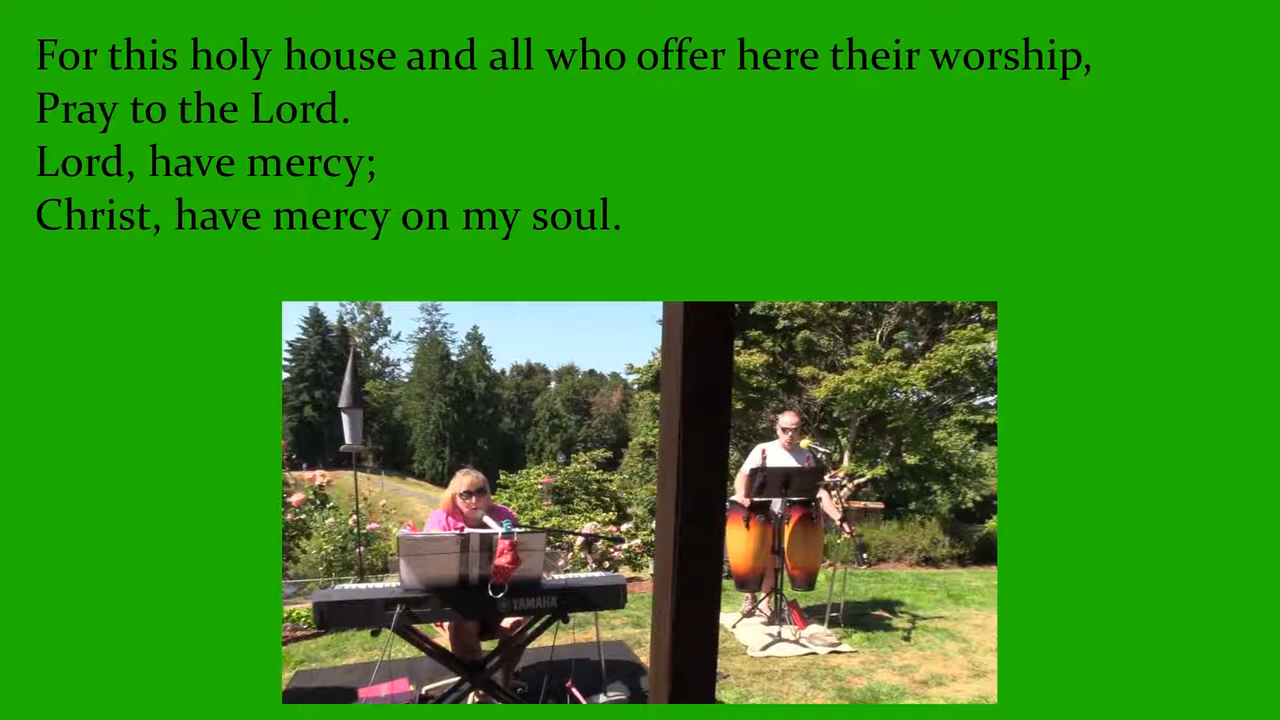 For this holy house and all who offer here their worship,
Pray to the Lord.
Lord, have mercy;
Christ, have mercy on my soul.
YAMAHA